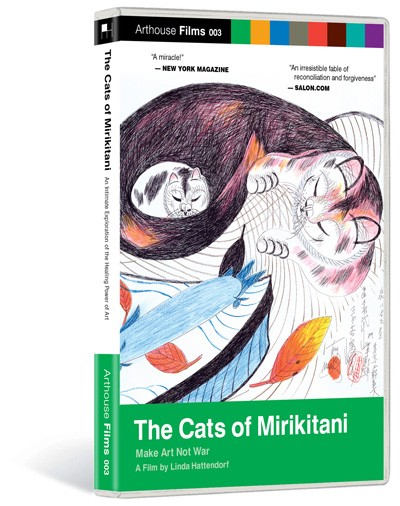 Arthouse Films 003
"A miracle!"
— NEW YORK MAGAZINE
"An irresistible fable of
reconciliation and forgiveness"
— SALON.COM
The Cats of Mirikitani
Make Art Not War
A Film by Linda Hattendorf
The Cats of Mirikitani
An Intimate Exploration of the Healing Power of Art
Arthouse Films 003